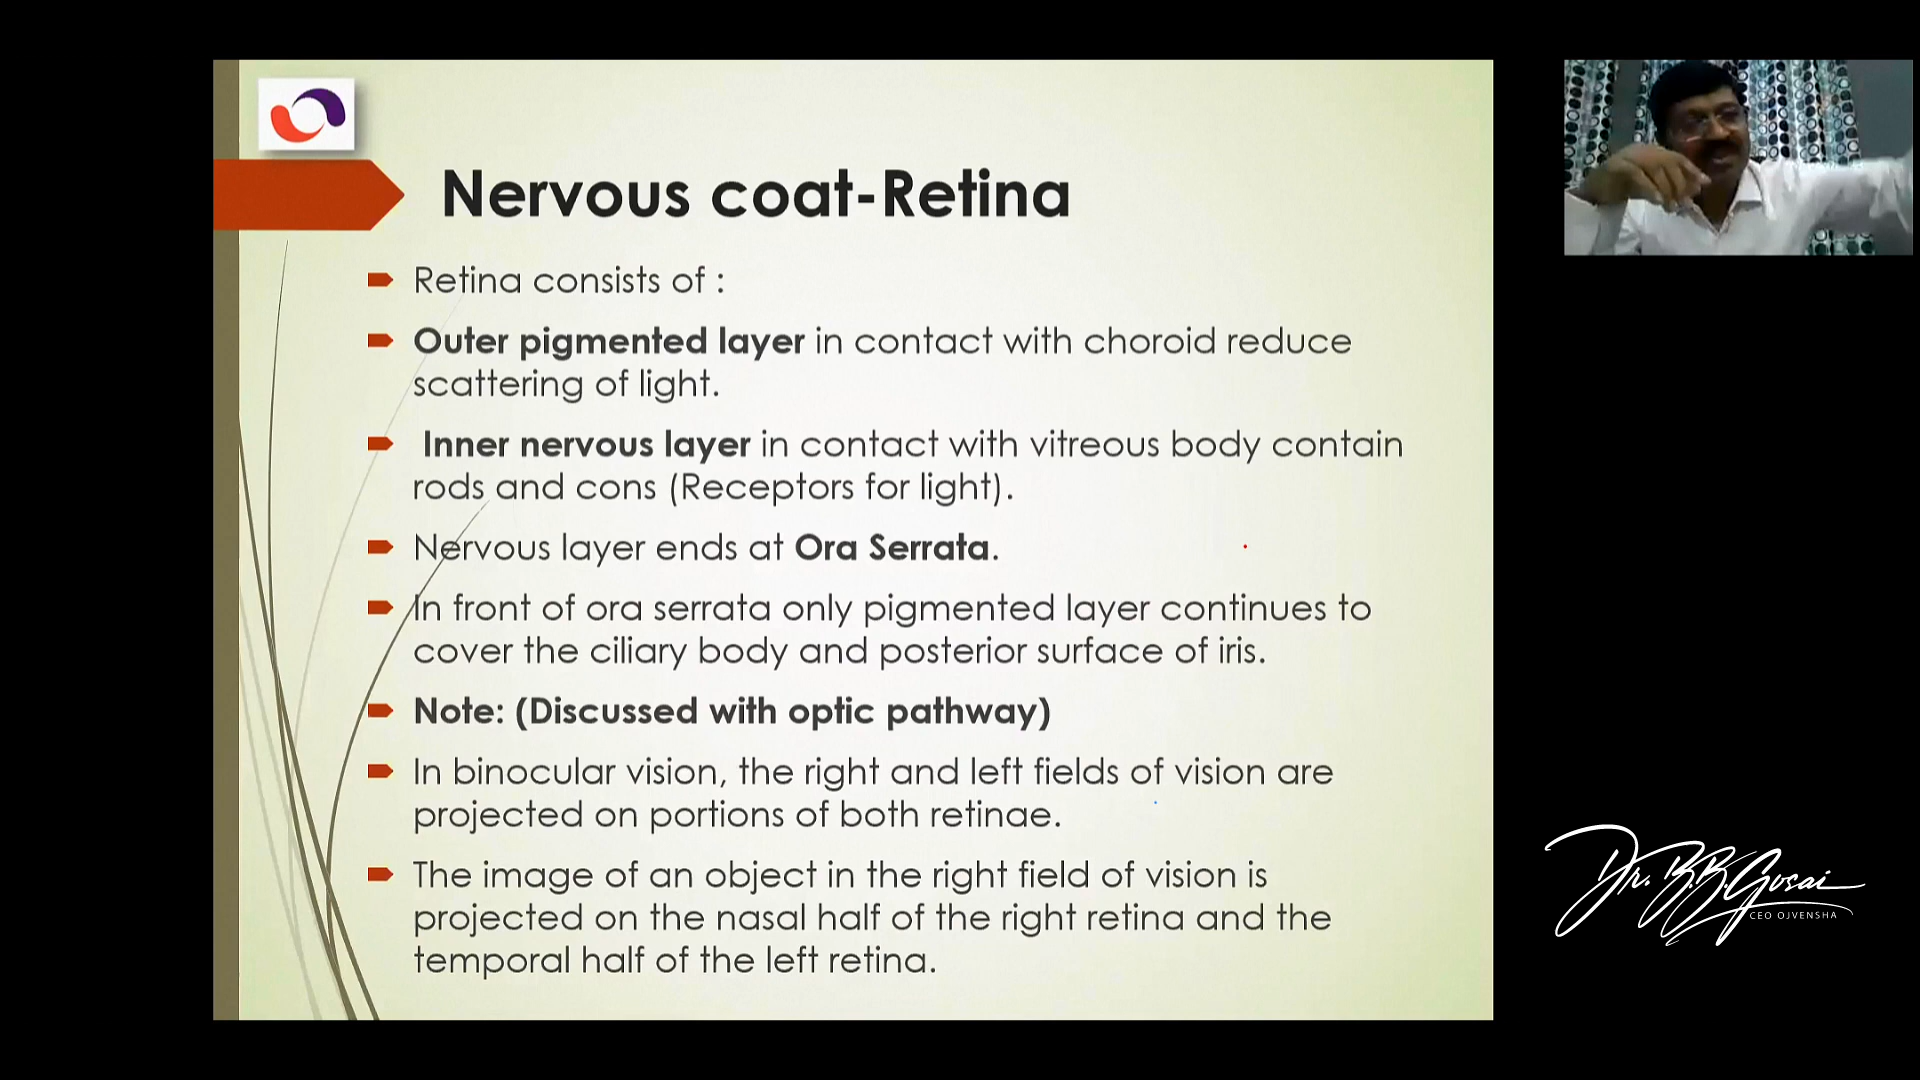 Nervous coat-Retina
Retina consists of :
Outer pigmented layer in contact with choroid reduce
scattering of light.
Inner nervous layer in contact with vitreous body contain
rods and cons (Receptors for light).
Nervous layer ends at Ora Serrata.
In front of ora serrata only pigmented layer continues to
cover the ciliary body and posterior surface of iris.
Note: (Discussed with optic pathway)
In binocular vision, the right and left fields of vision are
projected on portions of both retinae.
The image of an object in the right field of vision is
projected on the nasal half of the right retina and the
temporal half of the left retina.
Dr. B.B. Gosai
CEO OJVENSHA